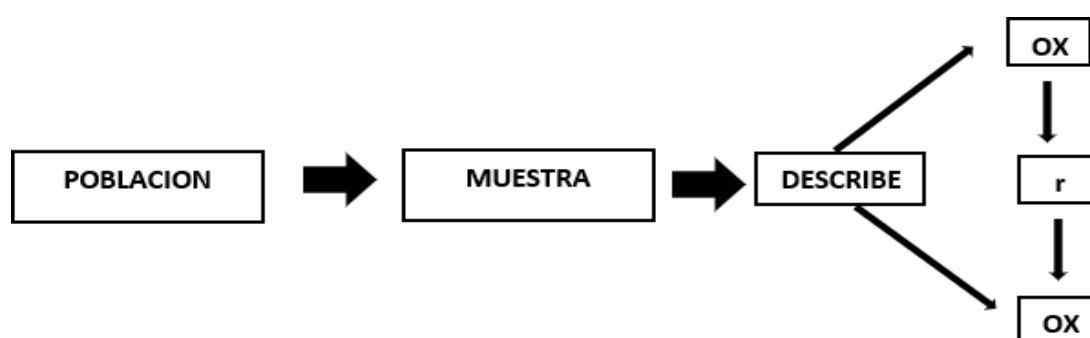 POBLACION
MUESTRA
DESCRIBE
OX
r
OX